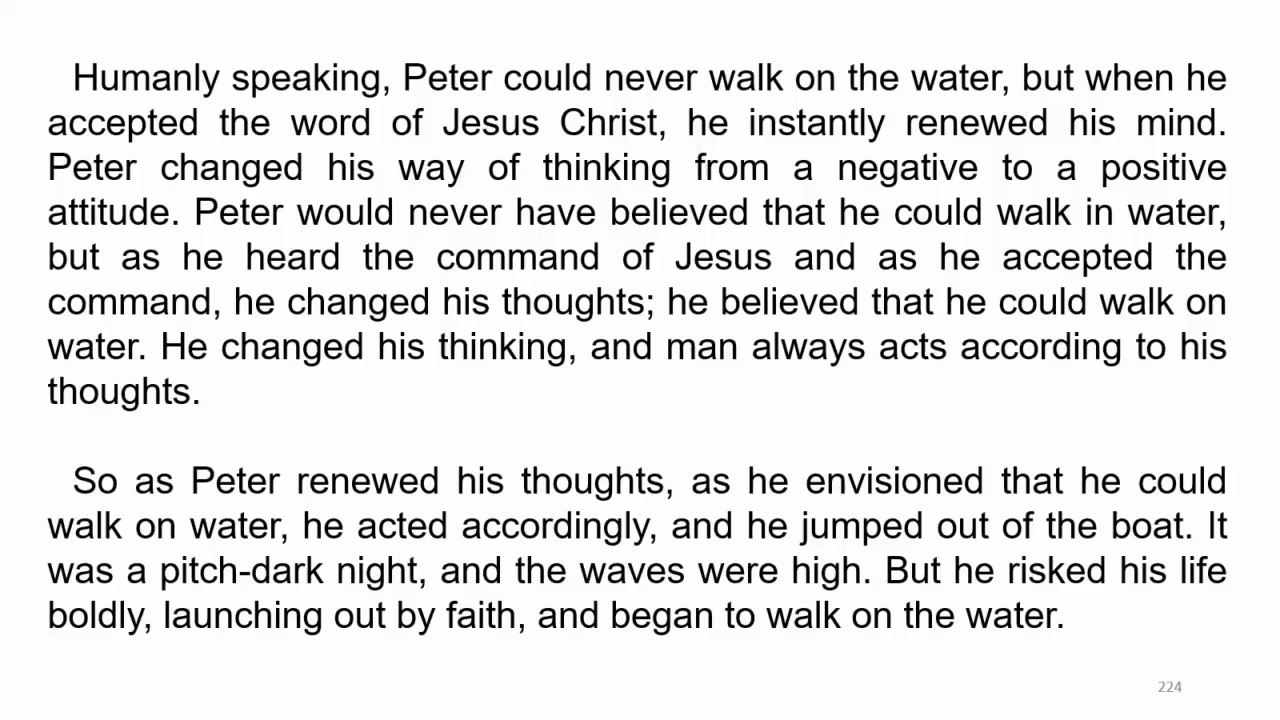 Humanly speaking, Peter could never walk on the water, but when he
accepted the word of Jesus Christ, he instantly renewed his mind.
Peter changed his way of thinking from a negative to a positive
attitude. Peter would never have believed that he could walk in water,
but as he heard the command of Jesus and as he accepted the
command, he changed his thoughts; he believed that he could walk on
water. He changed his thinking, and man always acts according to his
thoughts.
So as Peter renewed his thoughts, as he envisioned that he could
walk on water, he acted accordingly, and he jumped out of the boat. It
was a pitch-dark night, and the waves were high. But he risked his life
boldly, launching out by faith, and began to walk on the water.
224